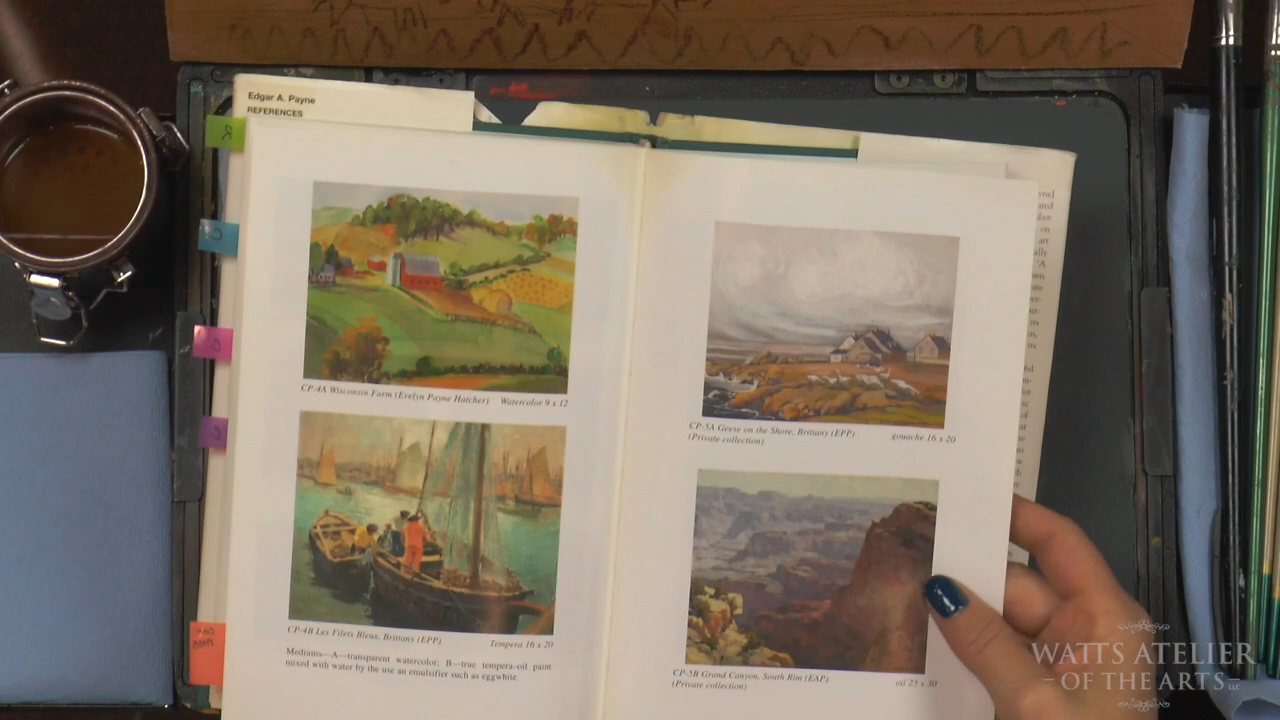 Edgar A. Payne
REFERENCES
CP-4A Wisconsin Farm (Evelyn Payne Hatcher) Watercolor 9 x 12
CP-4B Les Filets Bleus, Brittany (EPP) Tempera 16 x 20
Mediums—A—transparent watercolor; B—true tempera-oil paint
mixed with water by the use an emulsifier such as eggwhite
CP-5A Geese on the Shore, Brittany (EPP) gouache 16 x 20
(Private collection)
CP-5B Grand Canyon, South Rim (EAP) oil 25 x 30
(Private collection)
WATTS ATELIER
OF THE ARTS LLC